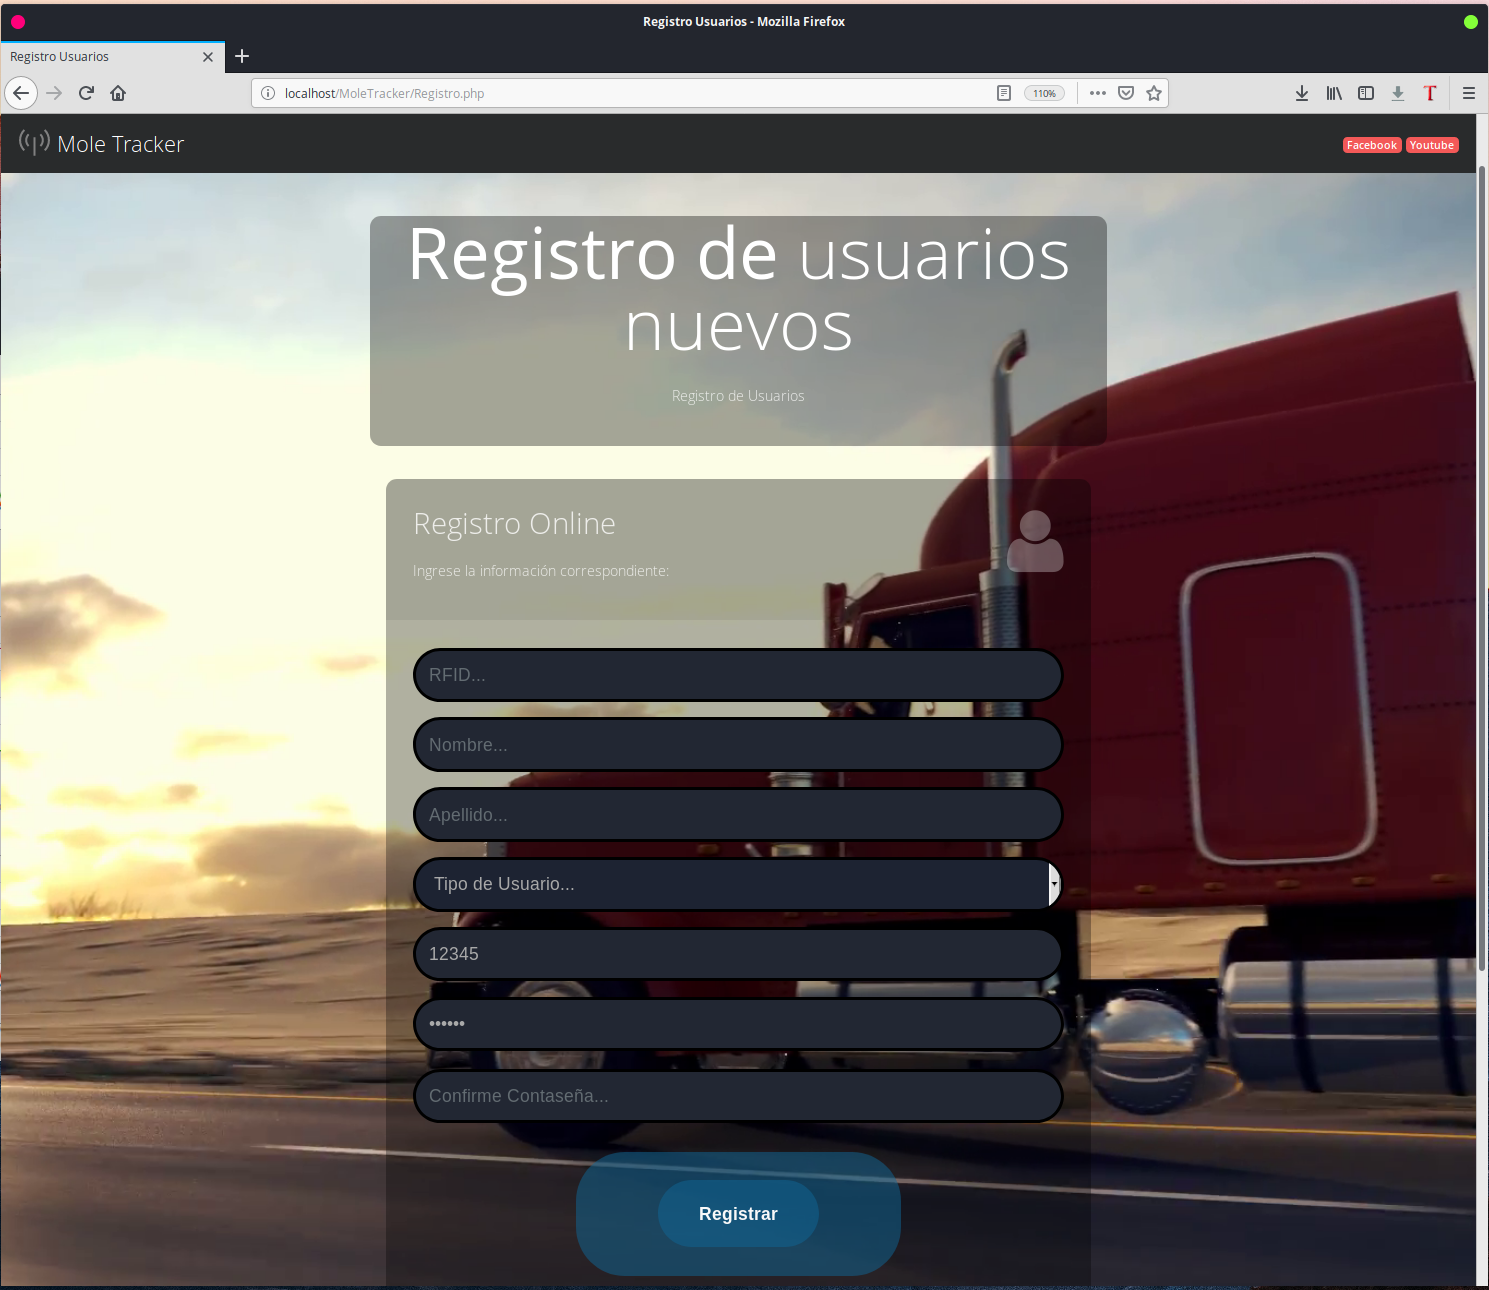 Registro Usuarios - Mozilla Firefox
Registro Usuarios
localhost/MoleTracker/Registro.php 110%
Mole Tracker Facebook Youtube
Registro de usuarios
nuevos
Registro de Usuarios
Registro Online
Ingrese la información correspondiente:
RFID...
Nombre...
Apellido...
Tipo de Usuario...
12345
••••••
Confirme Contaseña...
Registrar